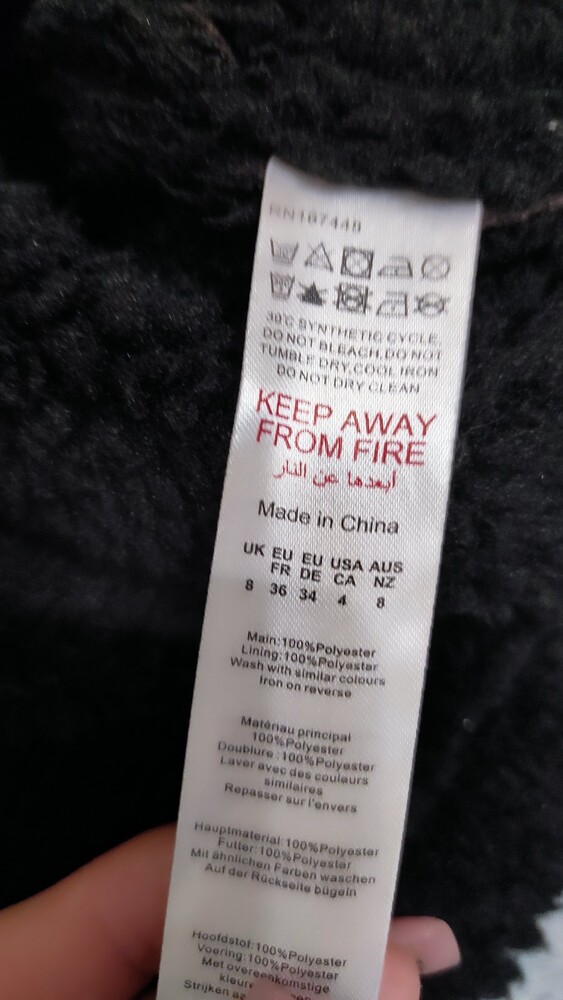 RN167448
30°C SYNTHETIC CYCLE,
DO NOT BLEACH,DO NOT
TUMBLE DRY,COOL IRON
DO NOT DRY CLEAN
KEEP AWAY
FROM FIRE
أبعدها عن النار
Made in China
UK EU EU USA AUS
FR DE CA NZ
8 36 34 4 8
Main:100%Polyester
Lining:100%Polyester
Wash with similar colours
Iron on reverse
Matériau principal
100%Polyester
Doublure :100%Polyester
Laver avec des couleurs
similaires
Repasser sur l'envers
Hauptmaterial:100%Polyester
Futter:100%Polyester
Mit ähnlichen Farben waschen
Auf der Rückseite bügeln
Hoofdstof:100%Polyester
Voering:100%Polyester
Met overeenkomstige
Strijken